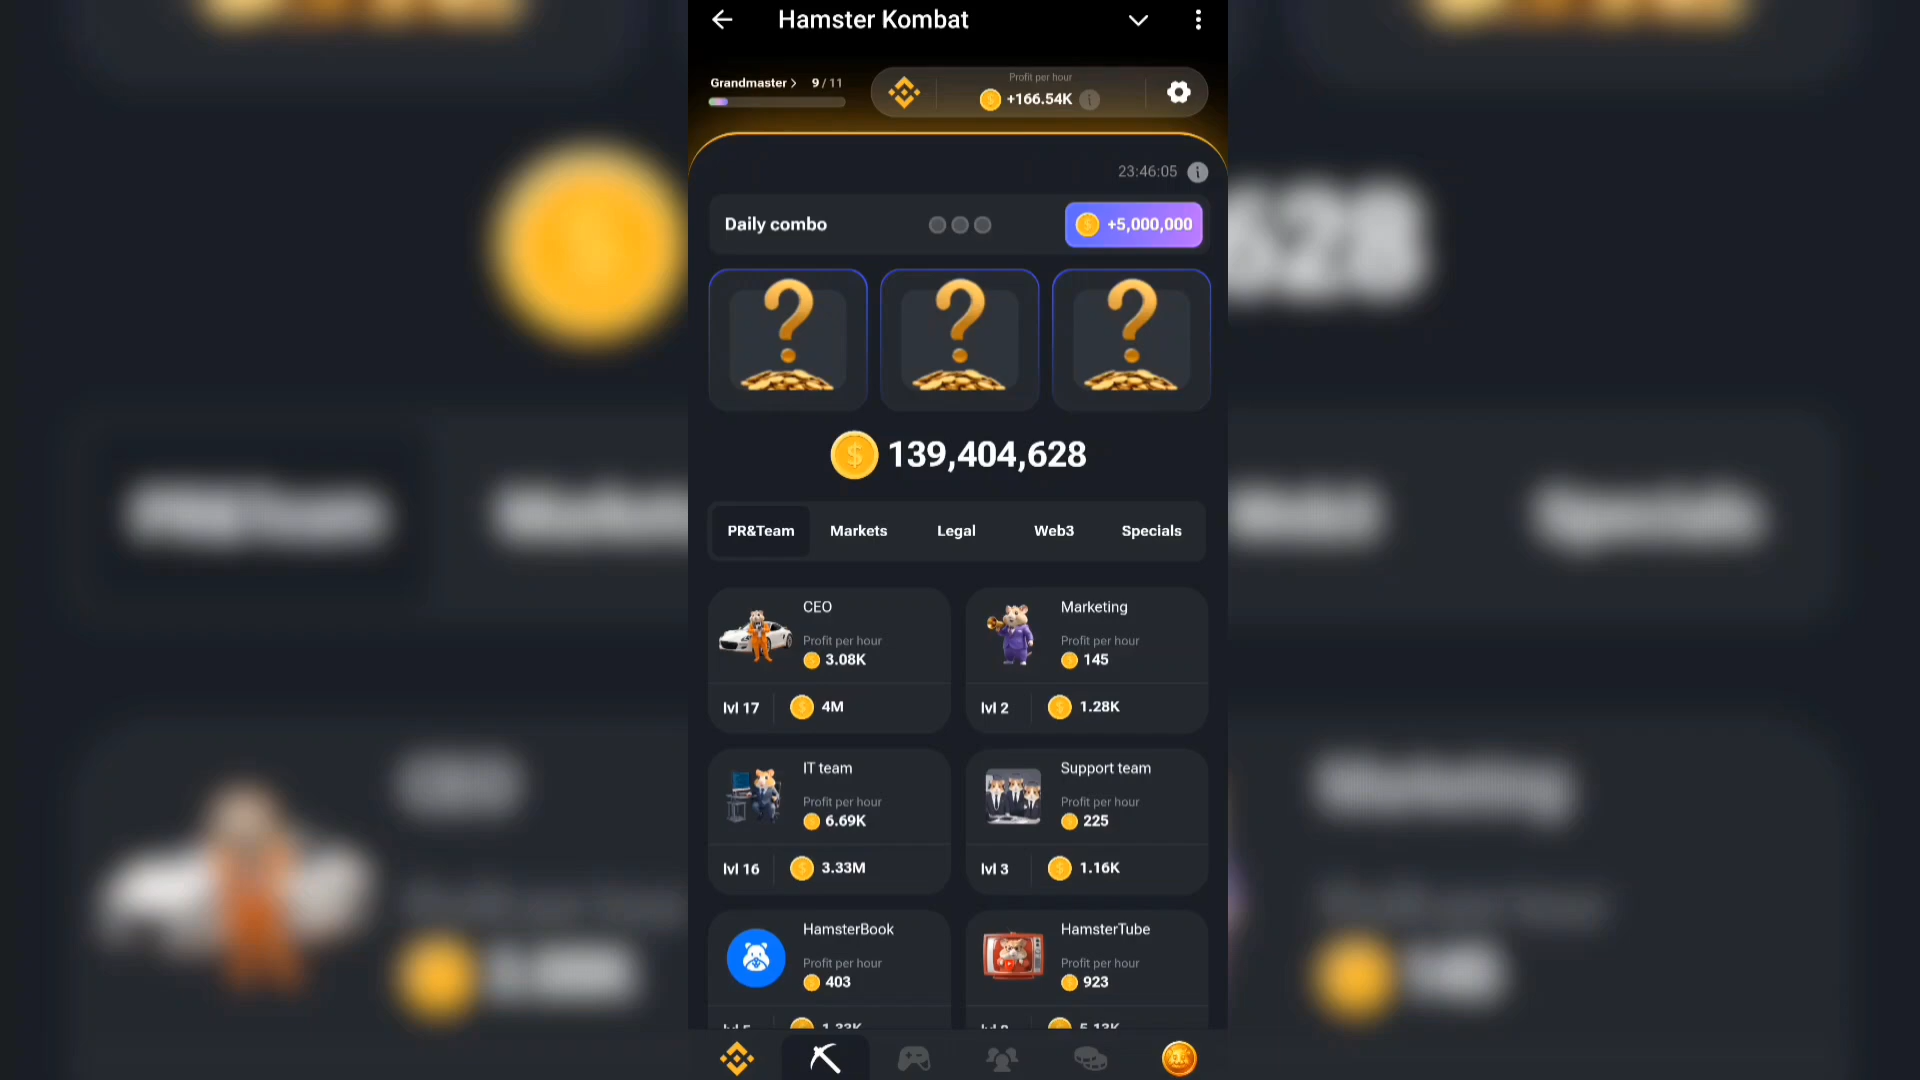 Hamster Kombat
Grandmaster > 9 / 11
Profit per hour
+166.54K
23:46:05
Daily combo
+5,000,000
139,404,628
PR&Team Markets Legal Web3 Specials
CEO
Profit per hour
3.08K
lvl 17 4M
Marketing
Profit per hour
145
lvl 2 1.28K
IT team
Profit per hour
6.69K
lvl 16 3.33M
Support team
Profit per hour
225
lvl 3 1.16K
HamsterBook
Profit per hour
403
HamsterTube
Profit per hour
923